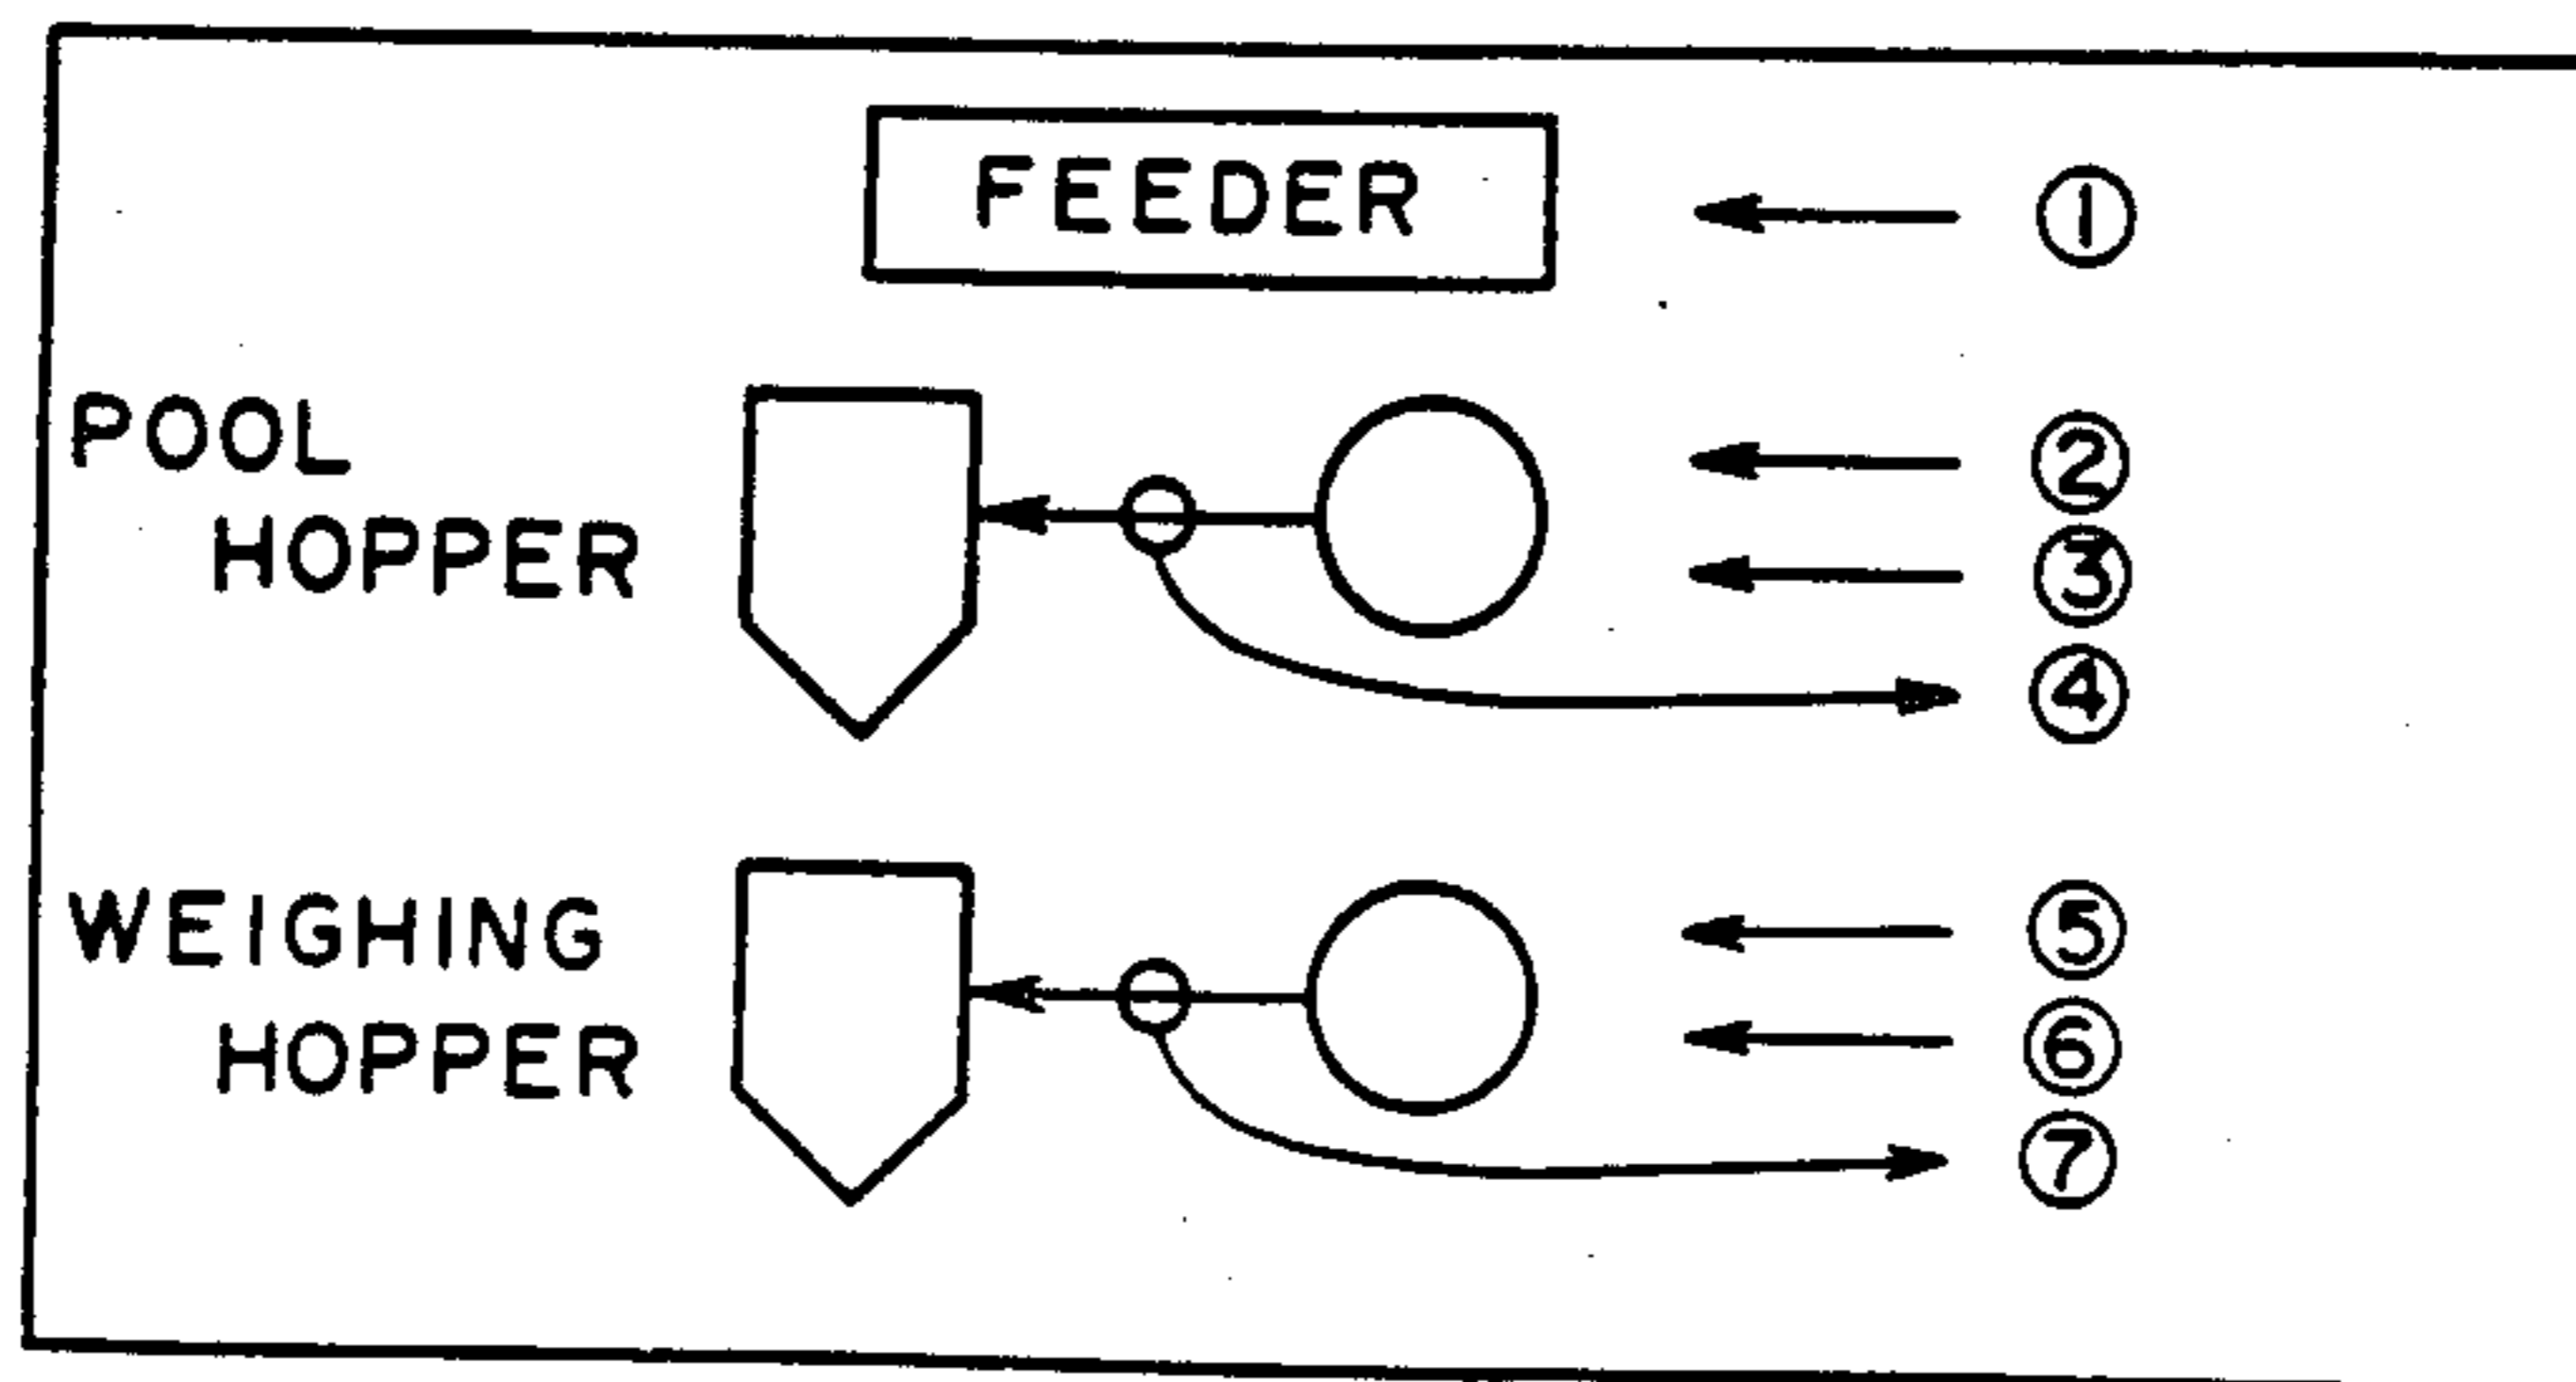 FEEDER ①
POOL
HOPPER
②
③
④
WEIGHING
HOPPER
⑤
⑥
⑦